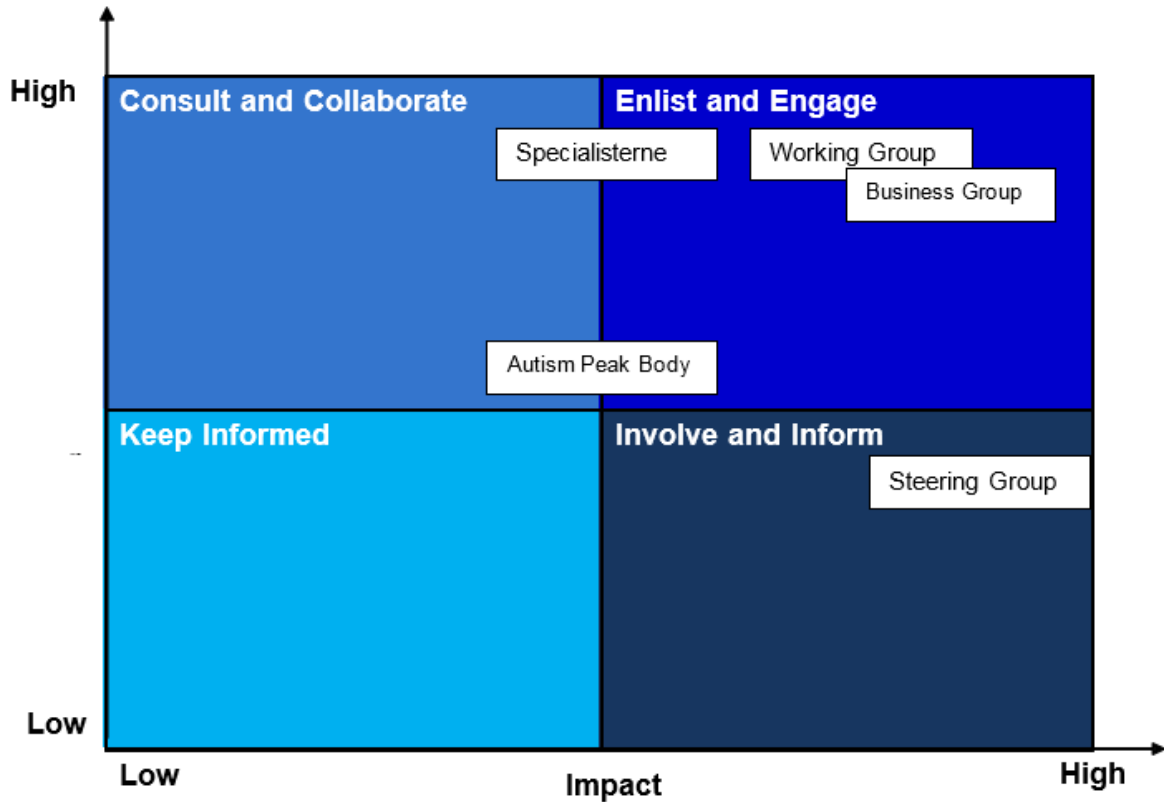 High
Consult and Collaborate
Enlist and Engage
Specialisterne
Working Group
Business Group
Autism Peak Body
Keep Informed
Involve and Inform
Steering Group
Low
Low
Impact
High